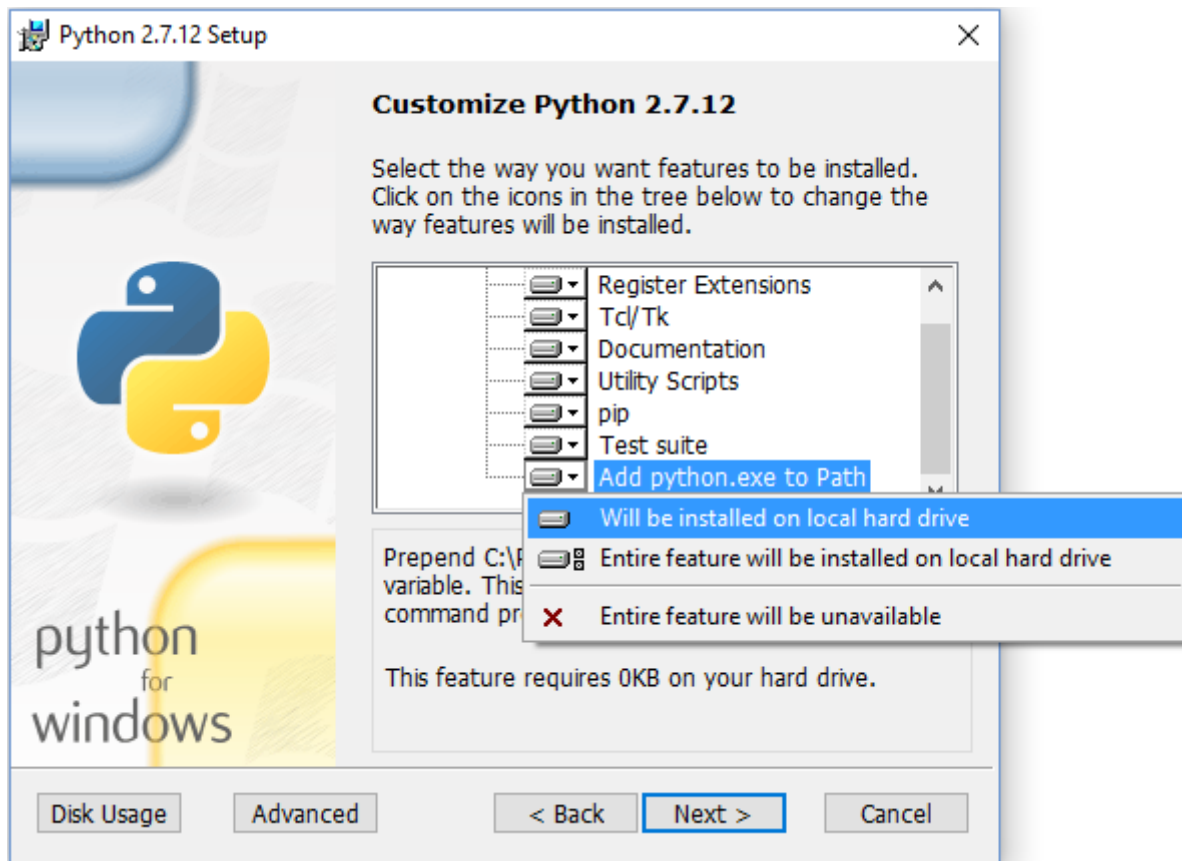 Python 2.7.12 Setup
Customize Python 2.7.12
Select the way you want features to be installed.
Click on the icons in the tree below to change the
way features will be installed.
Register Extensions
Tcl/Tk
Documentation
Utility Scripts
pip
Test suite
Add python.exe to Path
Will be installed on local hard drive
Entire feature will be installed on local hard drive
Entire feature will be unavailable
Prepend C:\
variable. This
command
This feature requires 0KB on your hard drive.
python
for
windows
Disk Usage
Advanced
< Back
Next >
Cancel